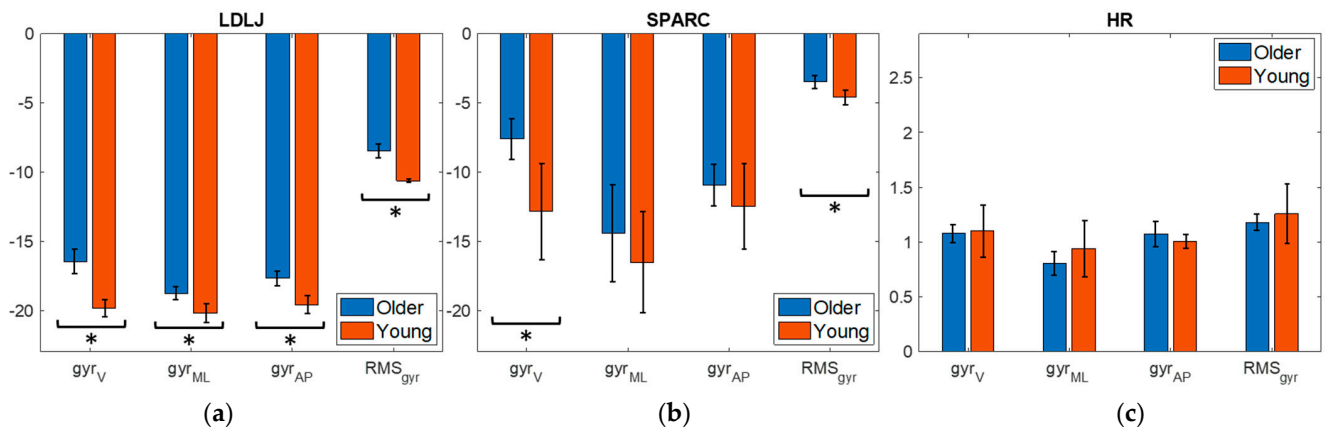 LDLJ
0
-5
-10
-15
-20
*
*
*
*
Older
Young
gyrV
gyrML
gyrAP
RMSgyr
(a)
SPARC
0
-5
-10
-15
-20
*
*
Older
Young
gyrV
gyrML
gyrAP
RMSgyr
(b)
HR
2.5
2
1.5
1
0.5
0
Older
Young
gyrV
gyrML
gyrAP
RMSgyr
(c)